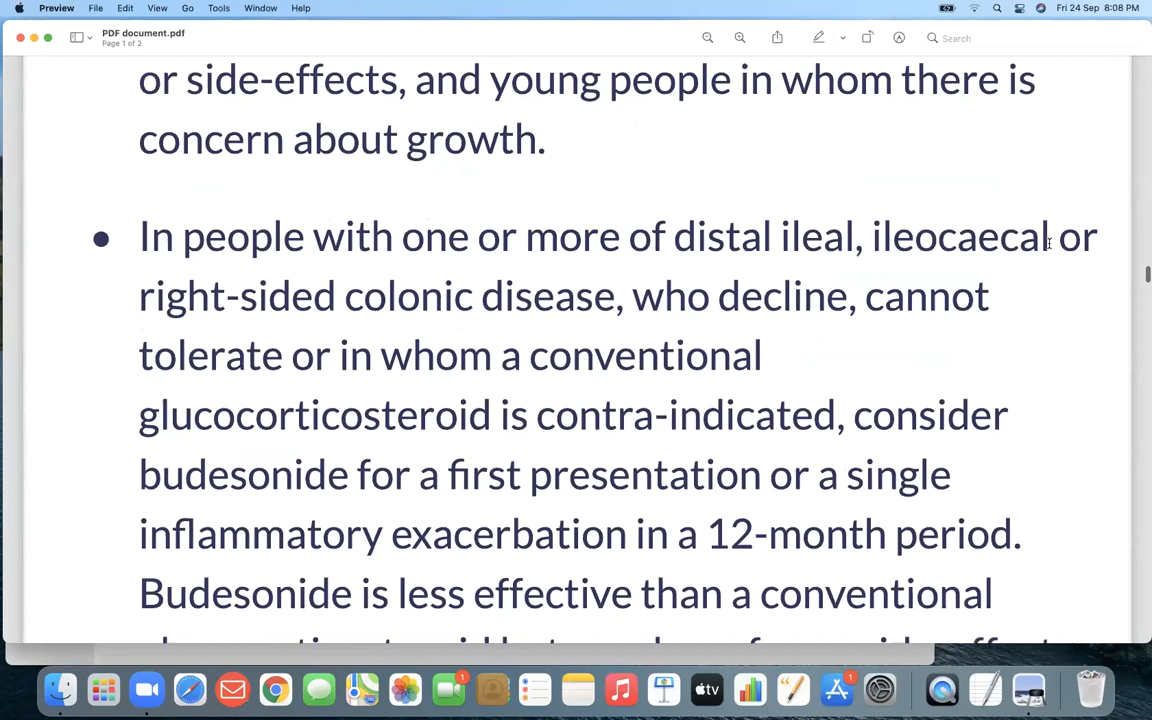 Preview File Edit View Go Tools Window Help Fri 24 Sep 8:08 PM
PDF document.pdf
Page 1 of 2
Search
or side-effects, and young people in whom there is
concern about growth.
● In people with one or more of distal ileal, ileocaecal or
right-sided colonic disease, who decline, cannot
tolerate or in whom a conventional
glucocorticosteroid is contra-indicated, consider
budesonide for a first presentation or a single
inflammatory exacerbation in a 12-month period.
Budesonide is less effective than a conventional
1
tv
1